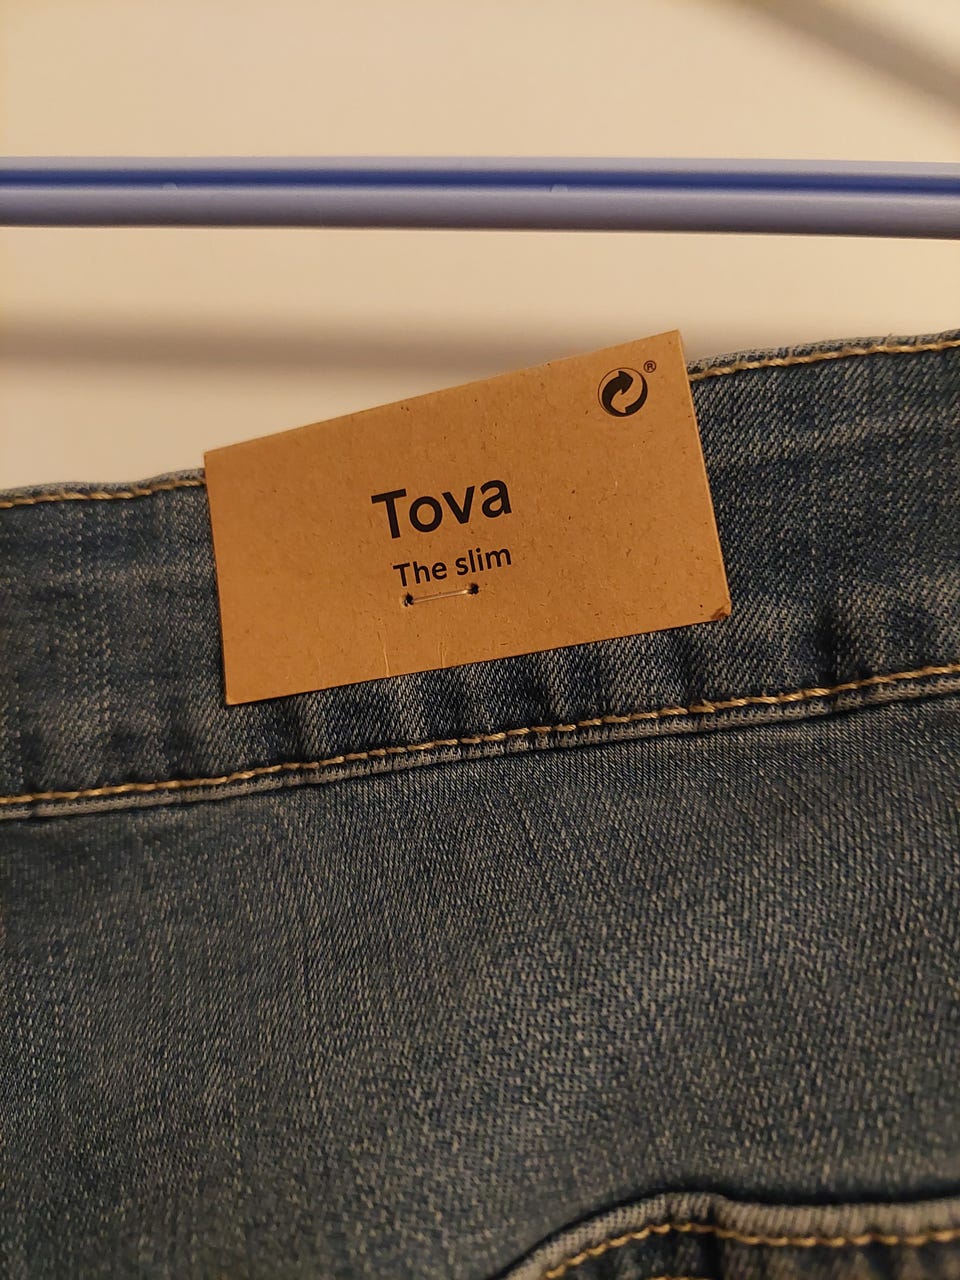 ®
Tova
The slim